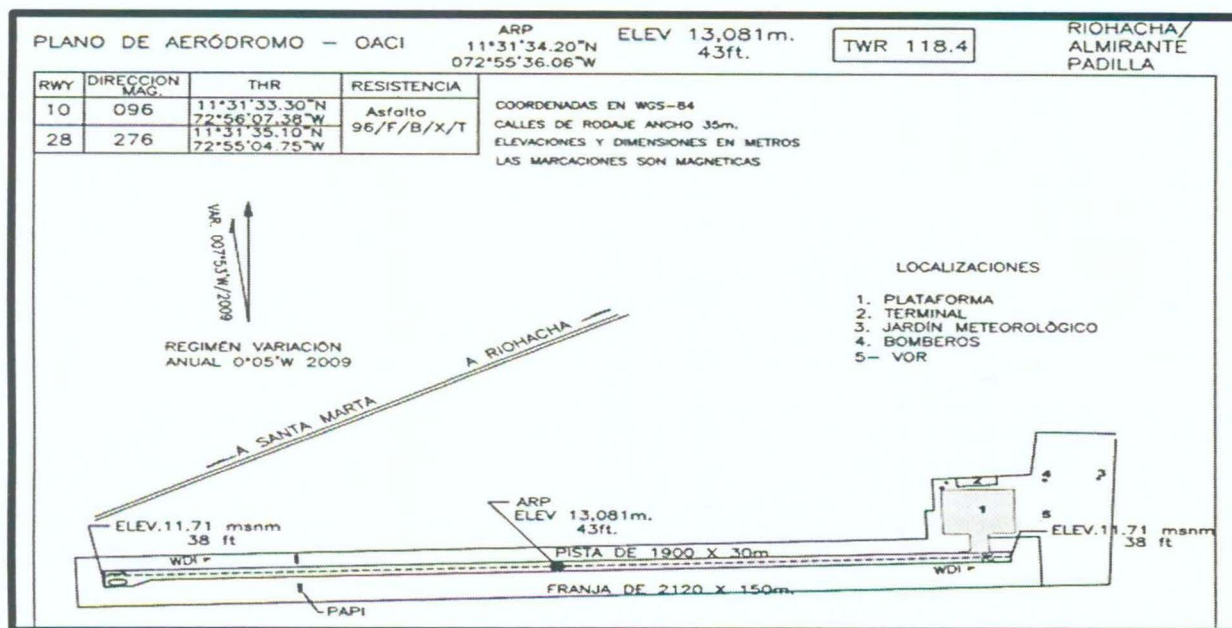 PLANO DE AERÓDROMO – OACI
ARP
11°31'34.20"N
072°55'36.06"W
ELEV 13,081m.
43ft.
TWR 118.4
RIOHACHA/
ALMIRANTE
PADILLA
RWY DIRECCION MAG. THR RESISTENCIA
10 096 11°31'33.30"N 72°56'07.38"W Asfalto
28 276 11°31'35.10"N 72°55'04.75"W 96/F/B/X/T
COORDENADAS EN WGS-84
CALLES DE RODAJE ANCHO 35m.
ELEVACIONES Y DIMENSIONES EN METROS
LAS MARCACIONES SON MAGNETICAS
VAR. 007°53'W/2009
REGIMÉN VARIACIÓN
ANUAL 0°05'W 2009
LOCALIZACIONES
1. PLATAFORMA
2. TERMINAL
3. JARDÍN METEOROLÓGICO
4. BOMBEROS
5– VOR
A RIOHACHA
A SANTA MARTA
ELEV.11.71 msnm
38 ft
ARP
ELEV 13,081m.
43ft.
2
4
3
1
5
ELEV.11.71 msnm
38 ft
WDI
PISTA DE 1900 X 30m
WDI
FRANJA DE 2120 X 150m.
PAPI